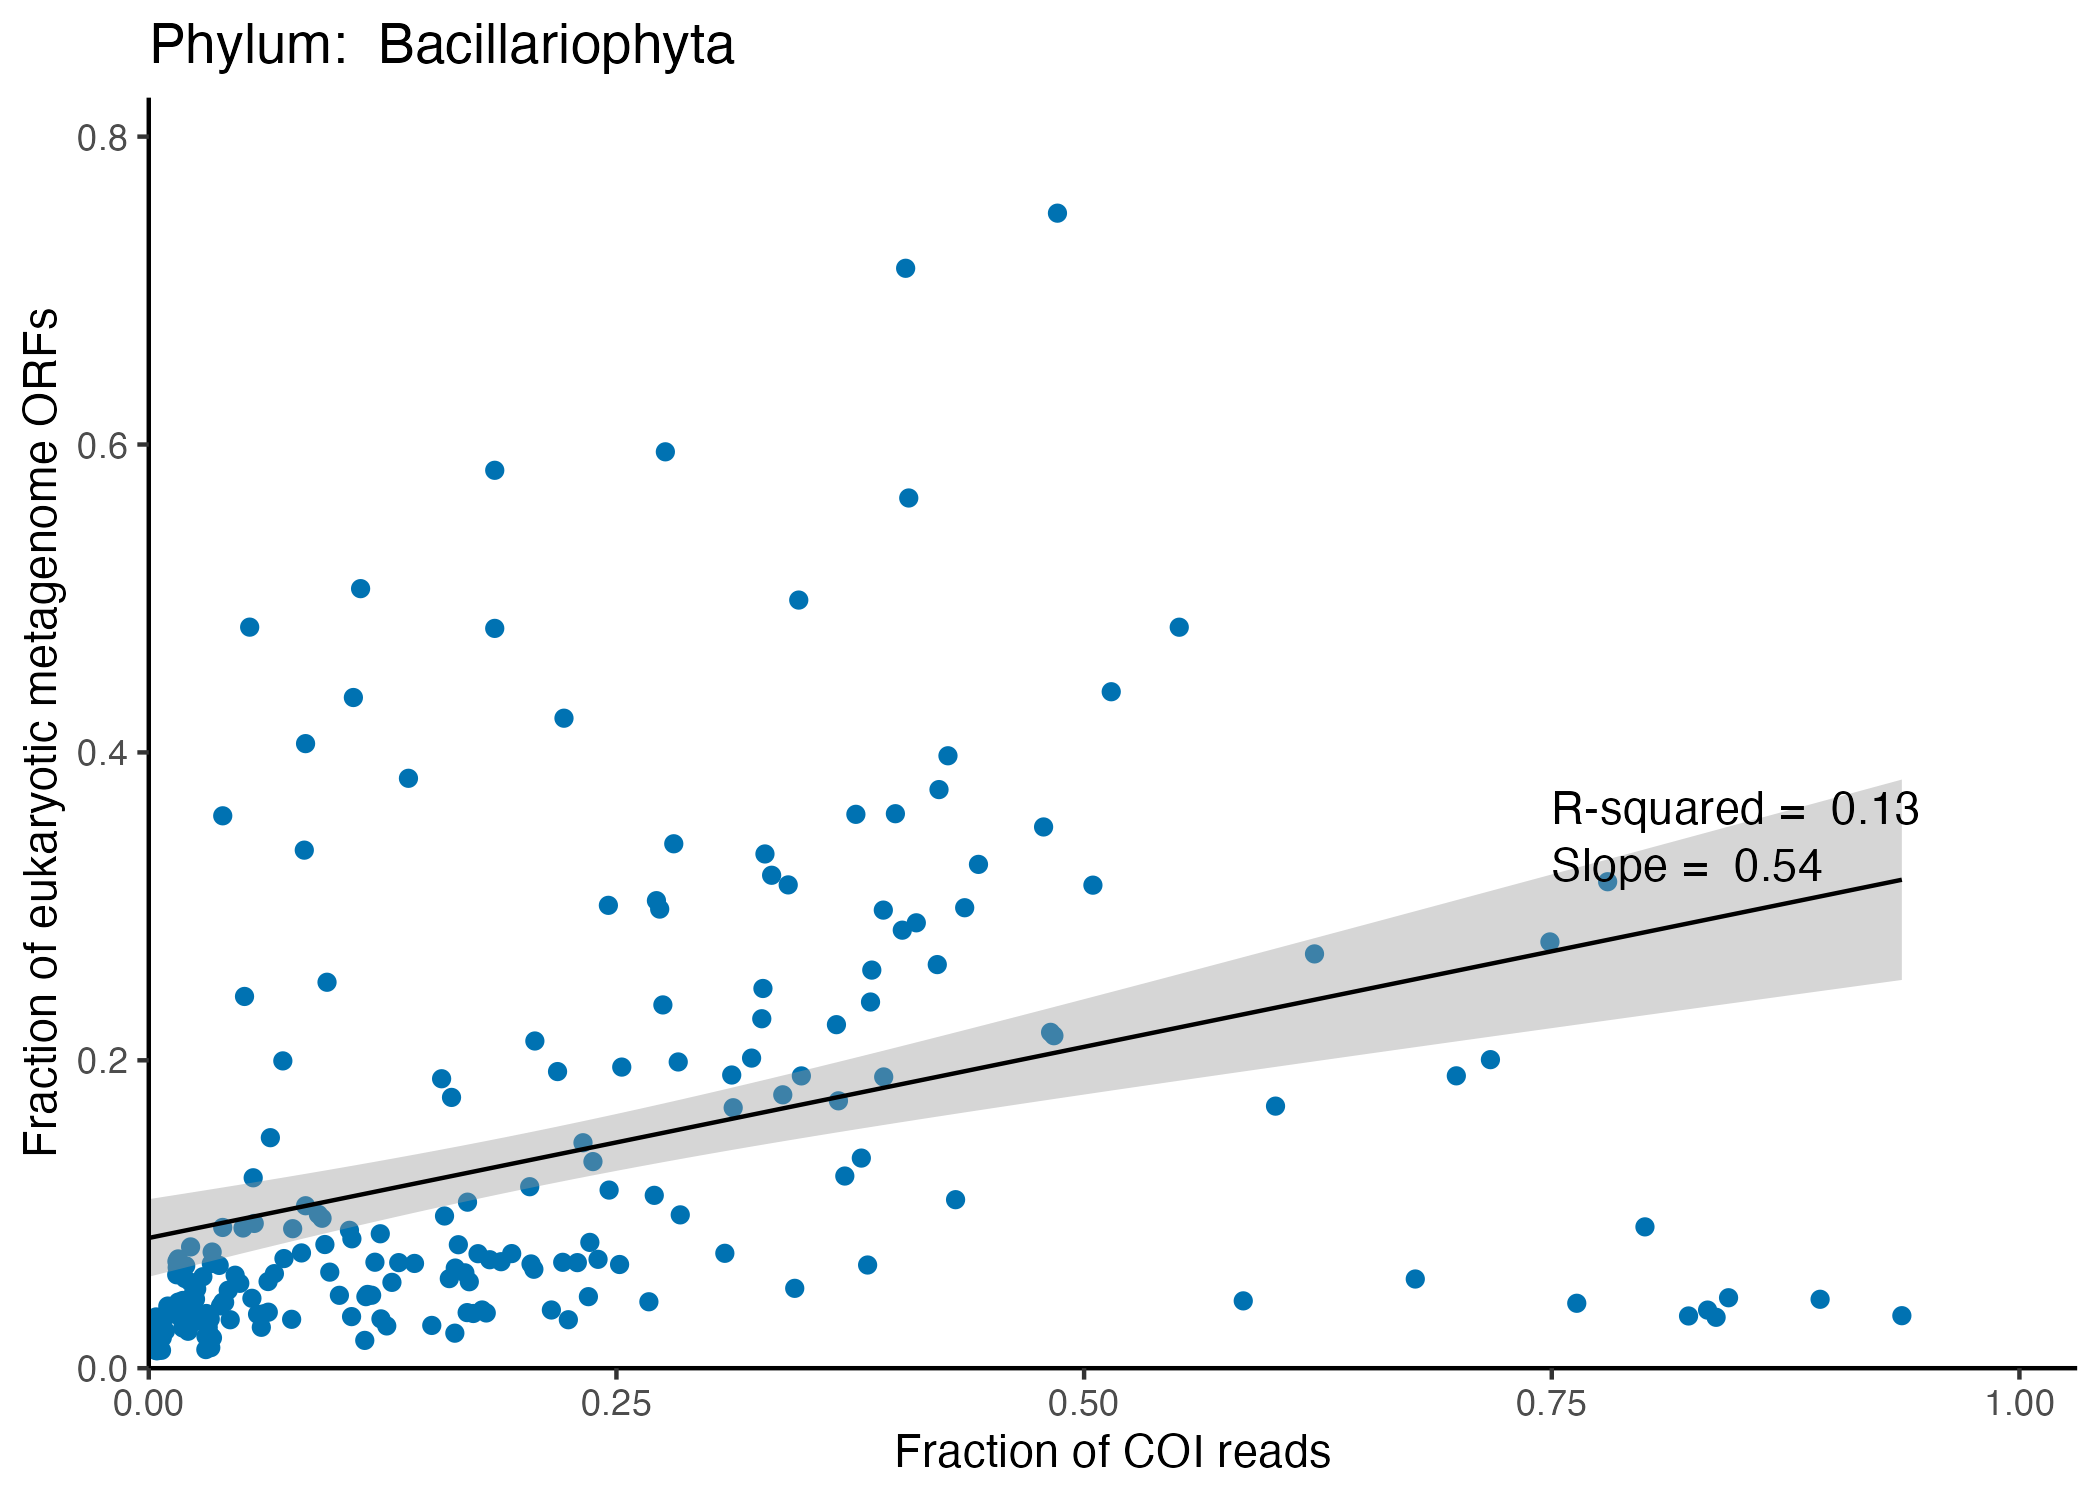 Phylum:  Bacillariophyta
Fraction of eukaryotic metagenome ORFs
0.8
0.6
0.4
0.2
0.0
R-squared =  0.13
Slope =  0.54
0.00 0.25 0.50 0.75 1.00
Fraction of COI reads